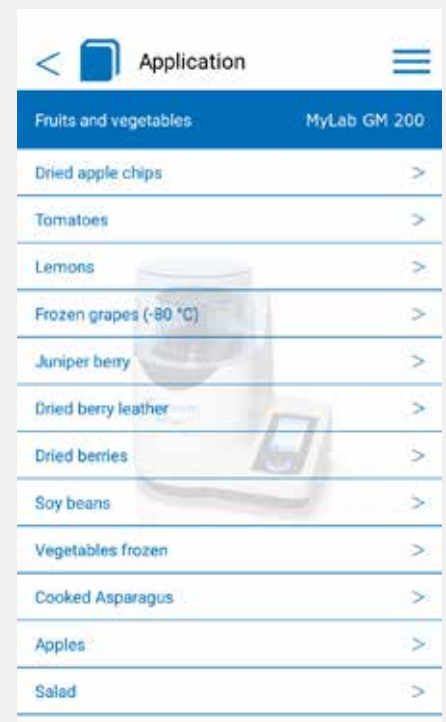 < Application
Fruits and vegetables MyLab GM 200
Dried apple chips >
Tomatoes >
Lemons >
Frozen grapes (-80 °C) >
Juniper berry >
Dried berry leather >
Dried berries >
Soy beans >
Vegetables frozen >
Cooked Asparagus >
Apples >
Salad >